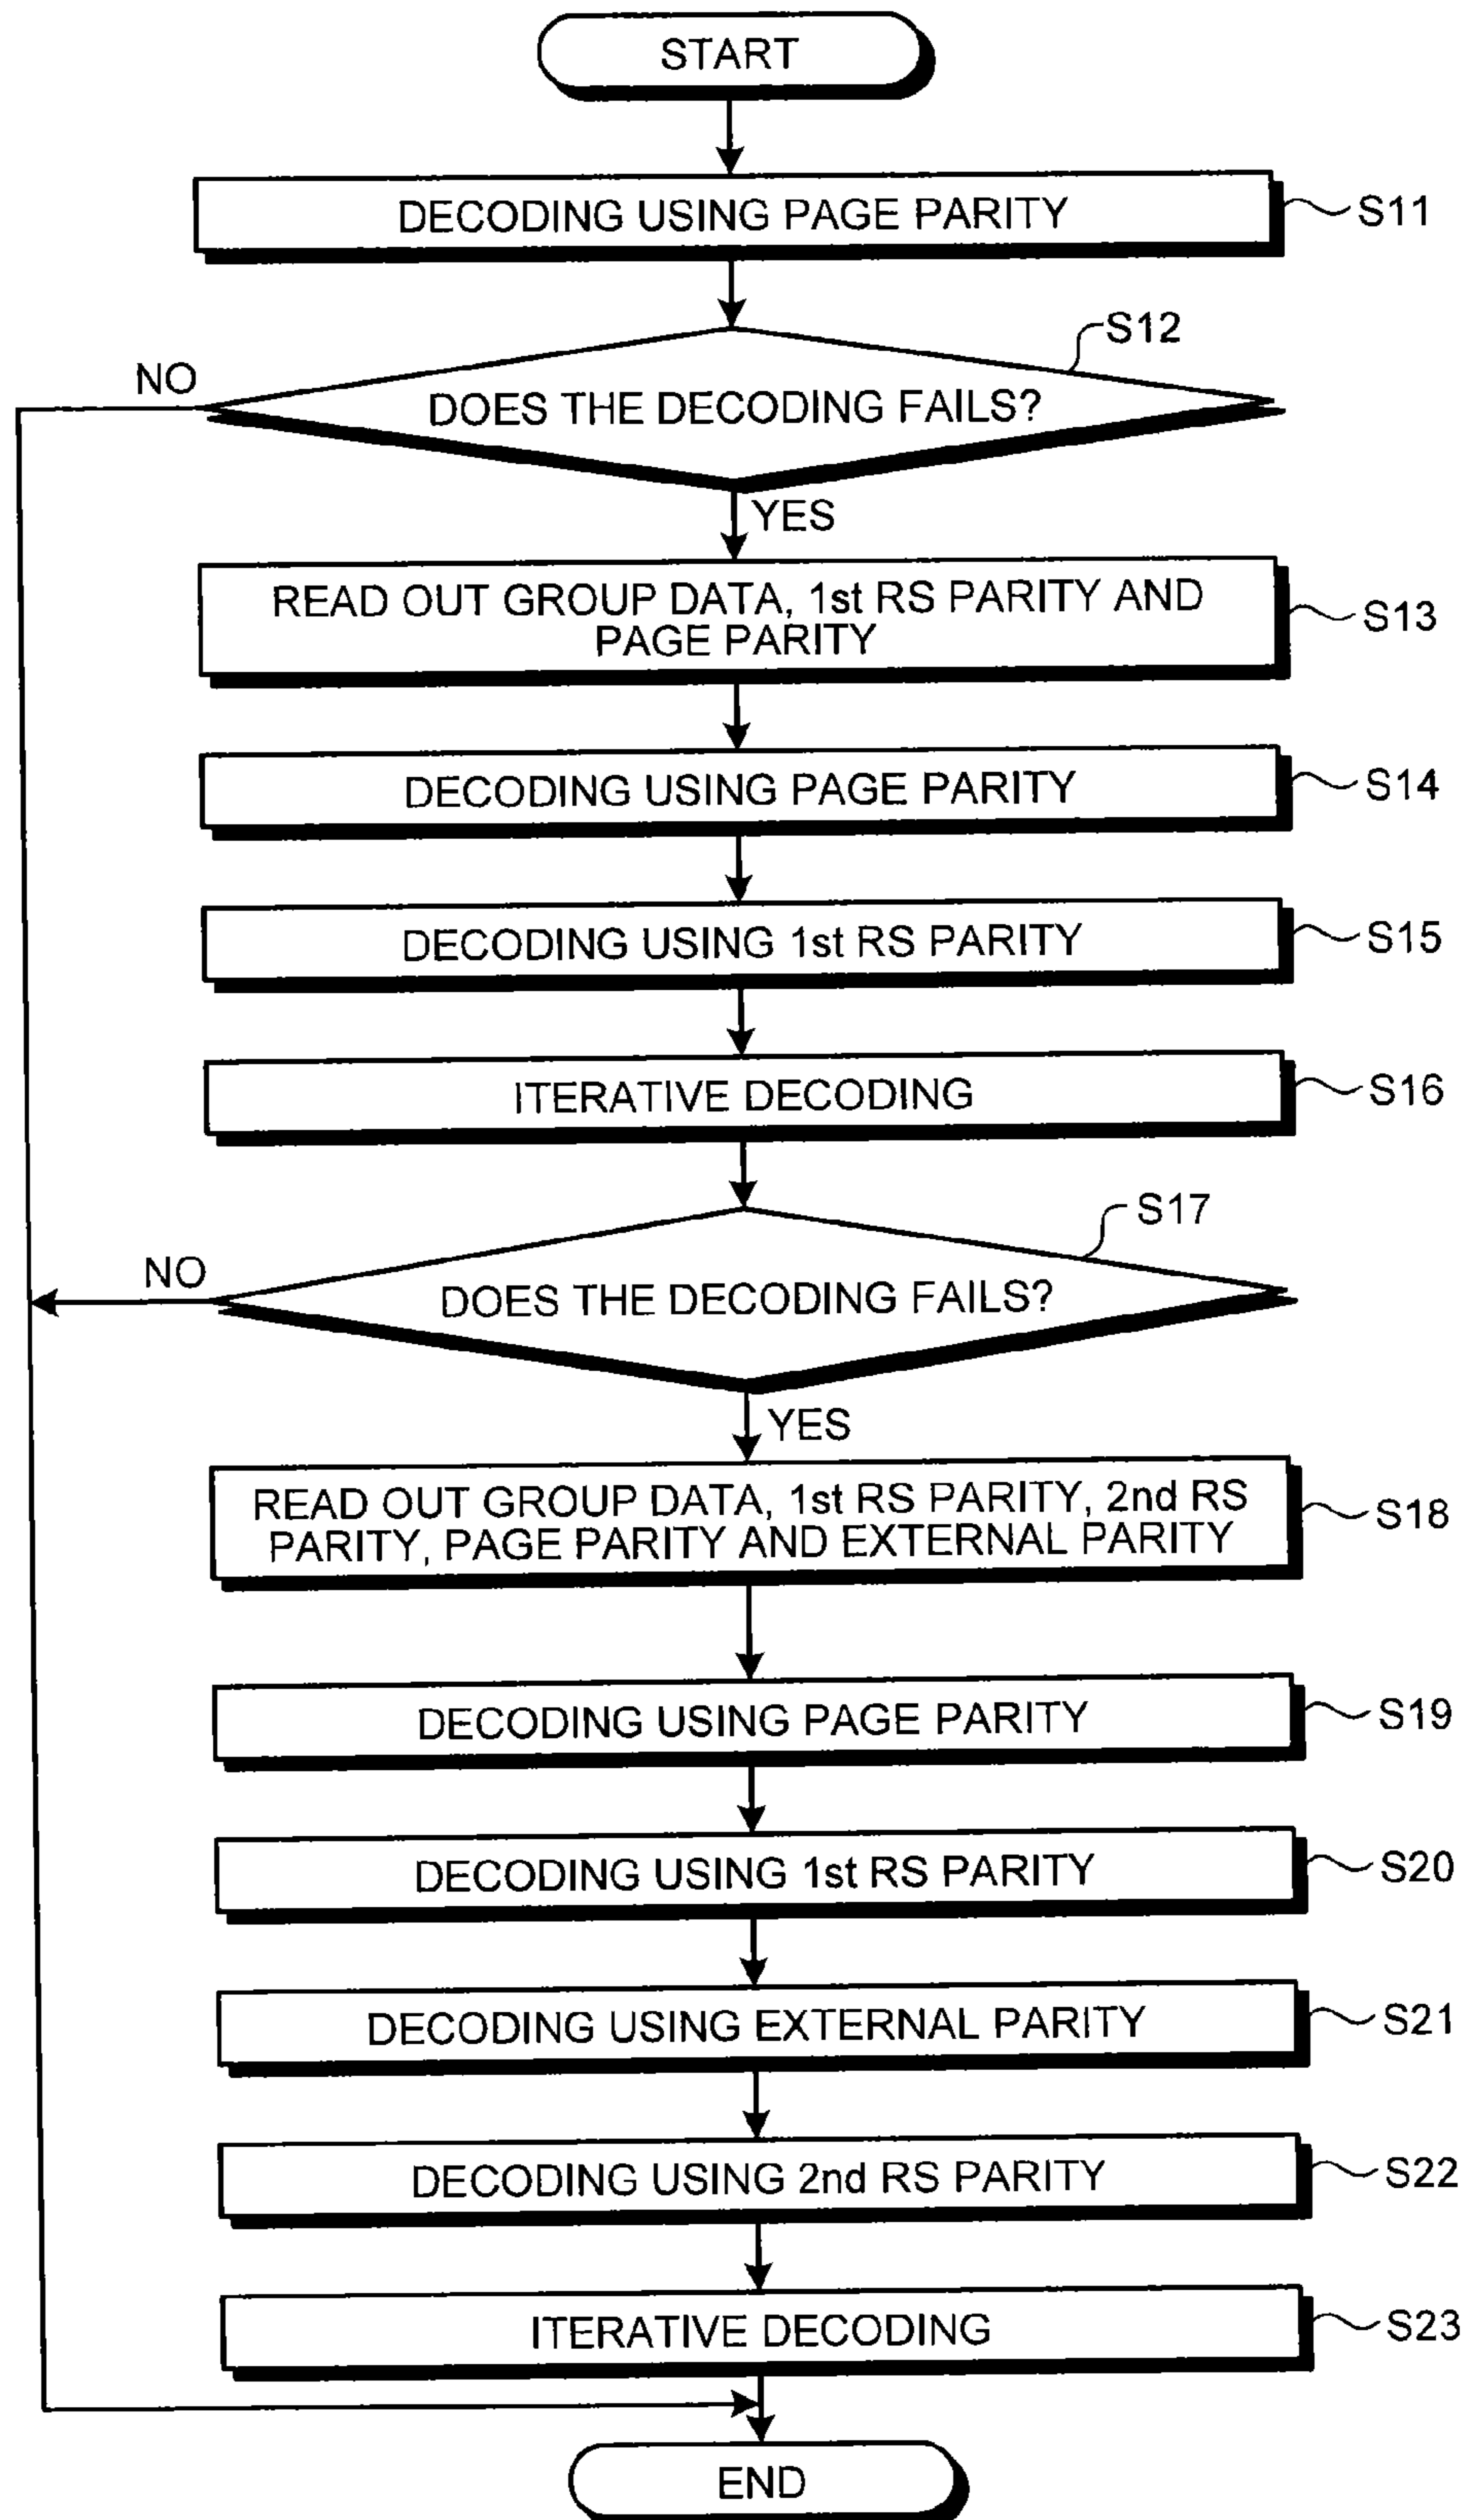 START
DECODING USING PAGE PARITY
S11
S12
NO
DOES THE DECODING FAILS?
YES
READ OUT GROUP DATA, 1st RS PARITY AND
PAGE PARITY
S13
DECODING USING PAGE PARITY
S14
DECODING USING 1st RS PARITY
S15
ITERATIVE DECODING
S16
S17
NO
DOES THE DECODING FAILS?
YES
READ OUT GROUP DATA, 1st RS PARITY, 2nd RS
PARITY, PAGE PARITY AND EXTERNAL PARITY
S18
DECODING USING PAGE PARITY
S19
DECODING USING 1st RS PARITY
S20
DECODING USING EXTERNAL PARITY
S21
DECODING USING 2nd RS PARITY
S22
ITERATIVE DECODING
S23
END